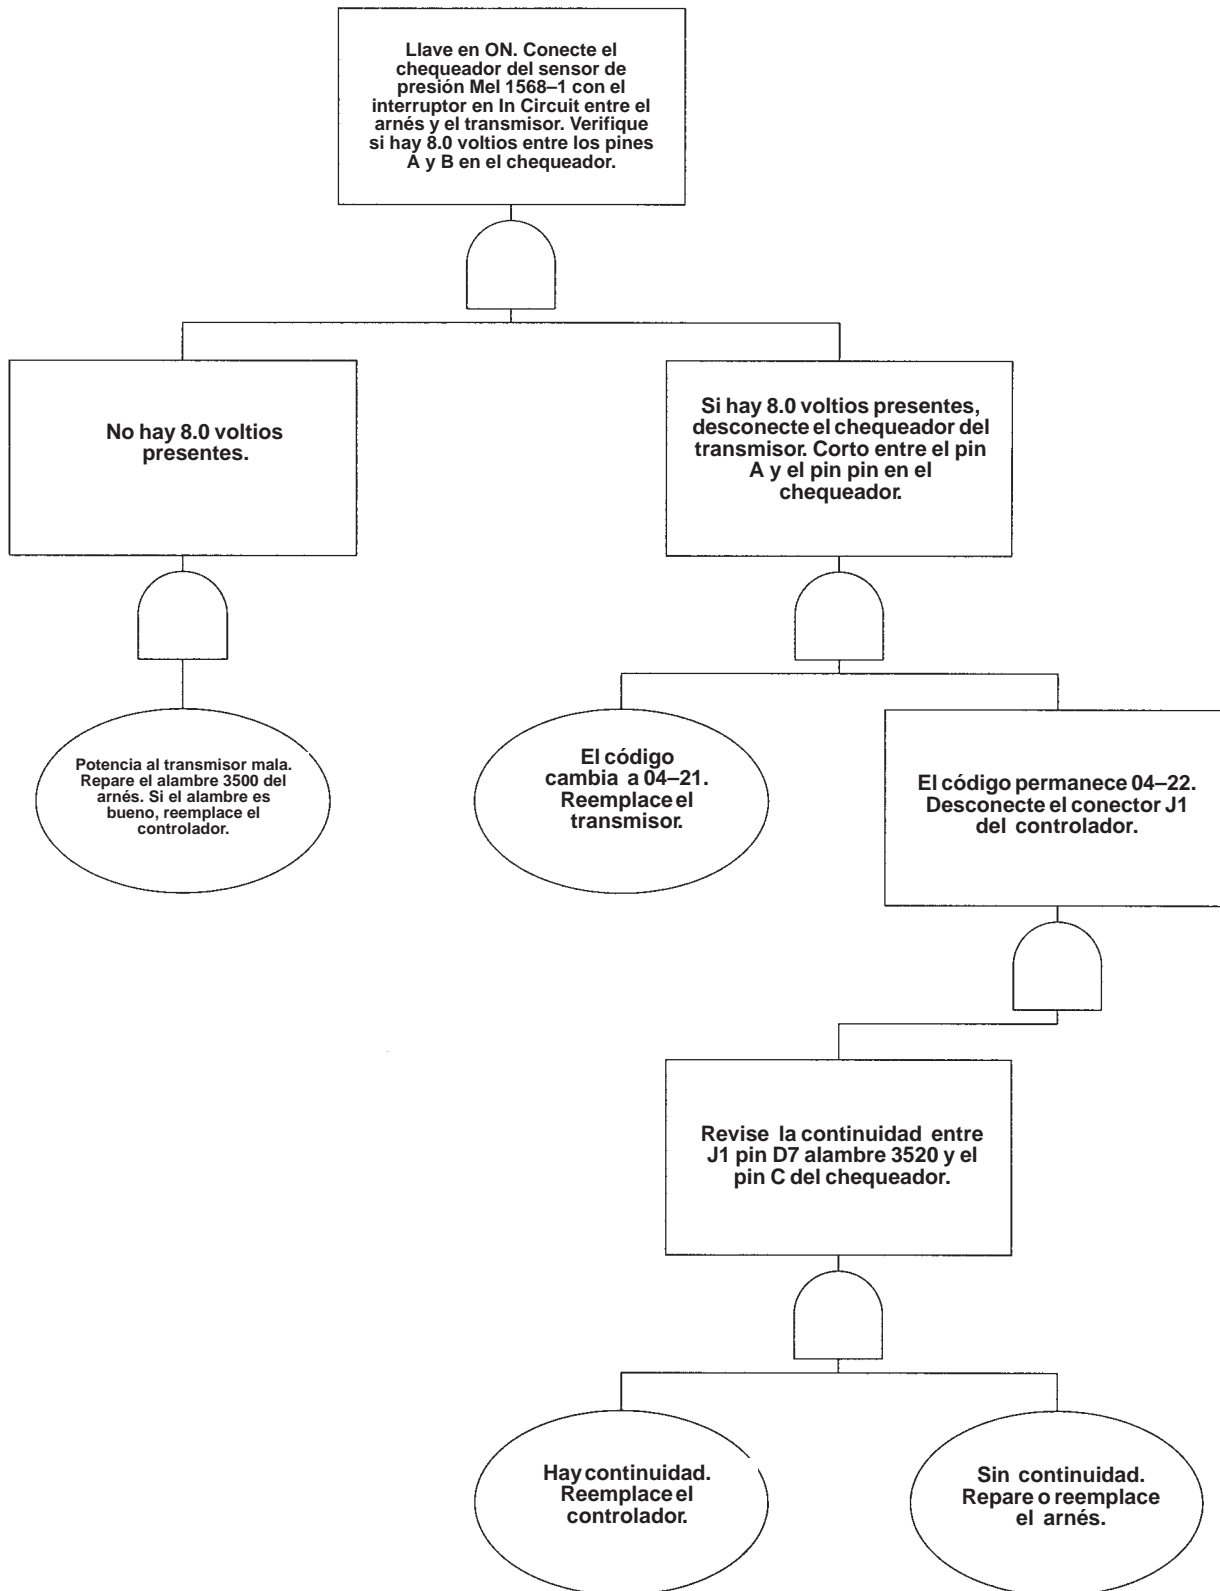 Llave en ON. Conecte el
chequeador del sensor de
presión Mel 1568–1 con el
interruptor en In Circuit entre el
arnés y el transmisor. Verifique
si hay 8.0 voltios entre los pines
A y B en el chequeador.
No hay 8.0 voltios
presentes.
Si hay 8.0 voltios presentes,
desconecte el chequeador del
transmisor. Corto entre el pin
A y el pin pin en el
chequeador.
Potencia al transmisor mala.
Repare el alambre 3500 del
arnés. Si el alambre es
bueno, reemplace el
controlador.
El código
cambia a 04–21.
Reemplace el
transmisor.
El código permanece 04–22.
Desconecte el conector J1
del controlador.
Revise la continuidad entre
J1 pin D7 alambre 3520 y el
pin C del chequeador.
Hay continuidad.
Reemplace el
controlador.
Sin continuidad.
Repare o reemplace
el arnés.